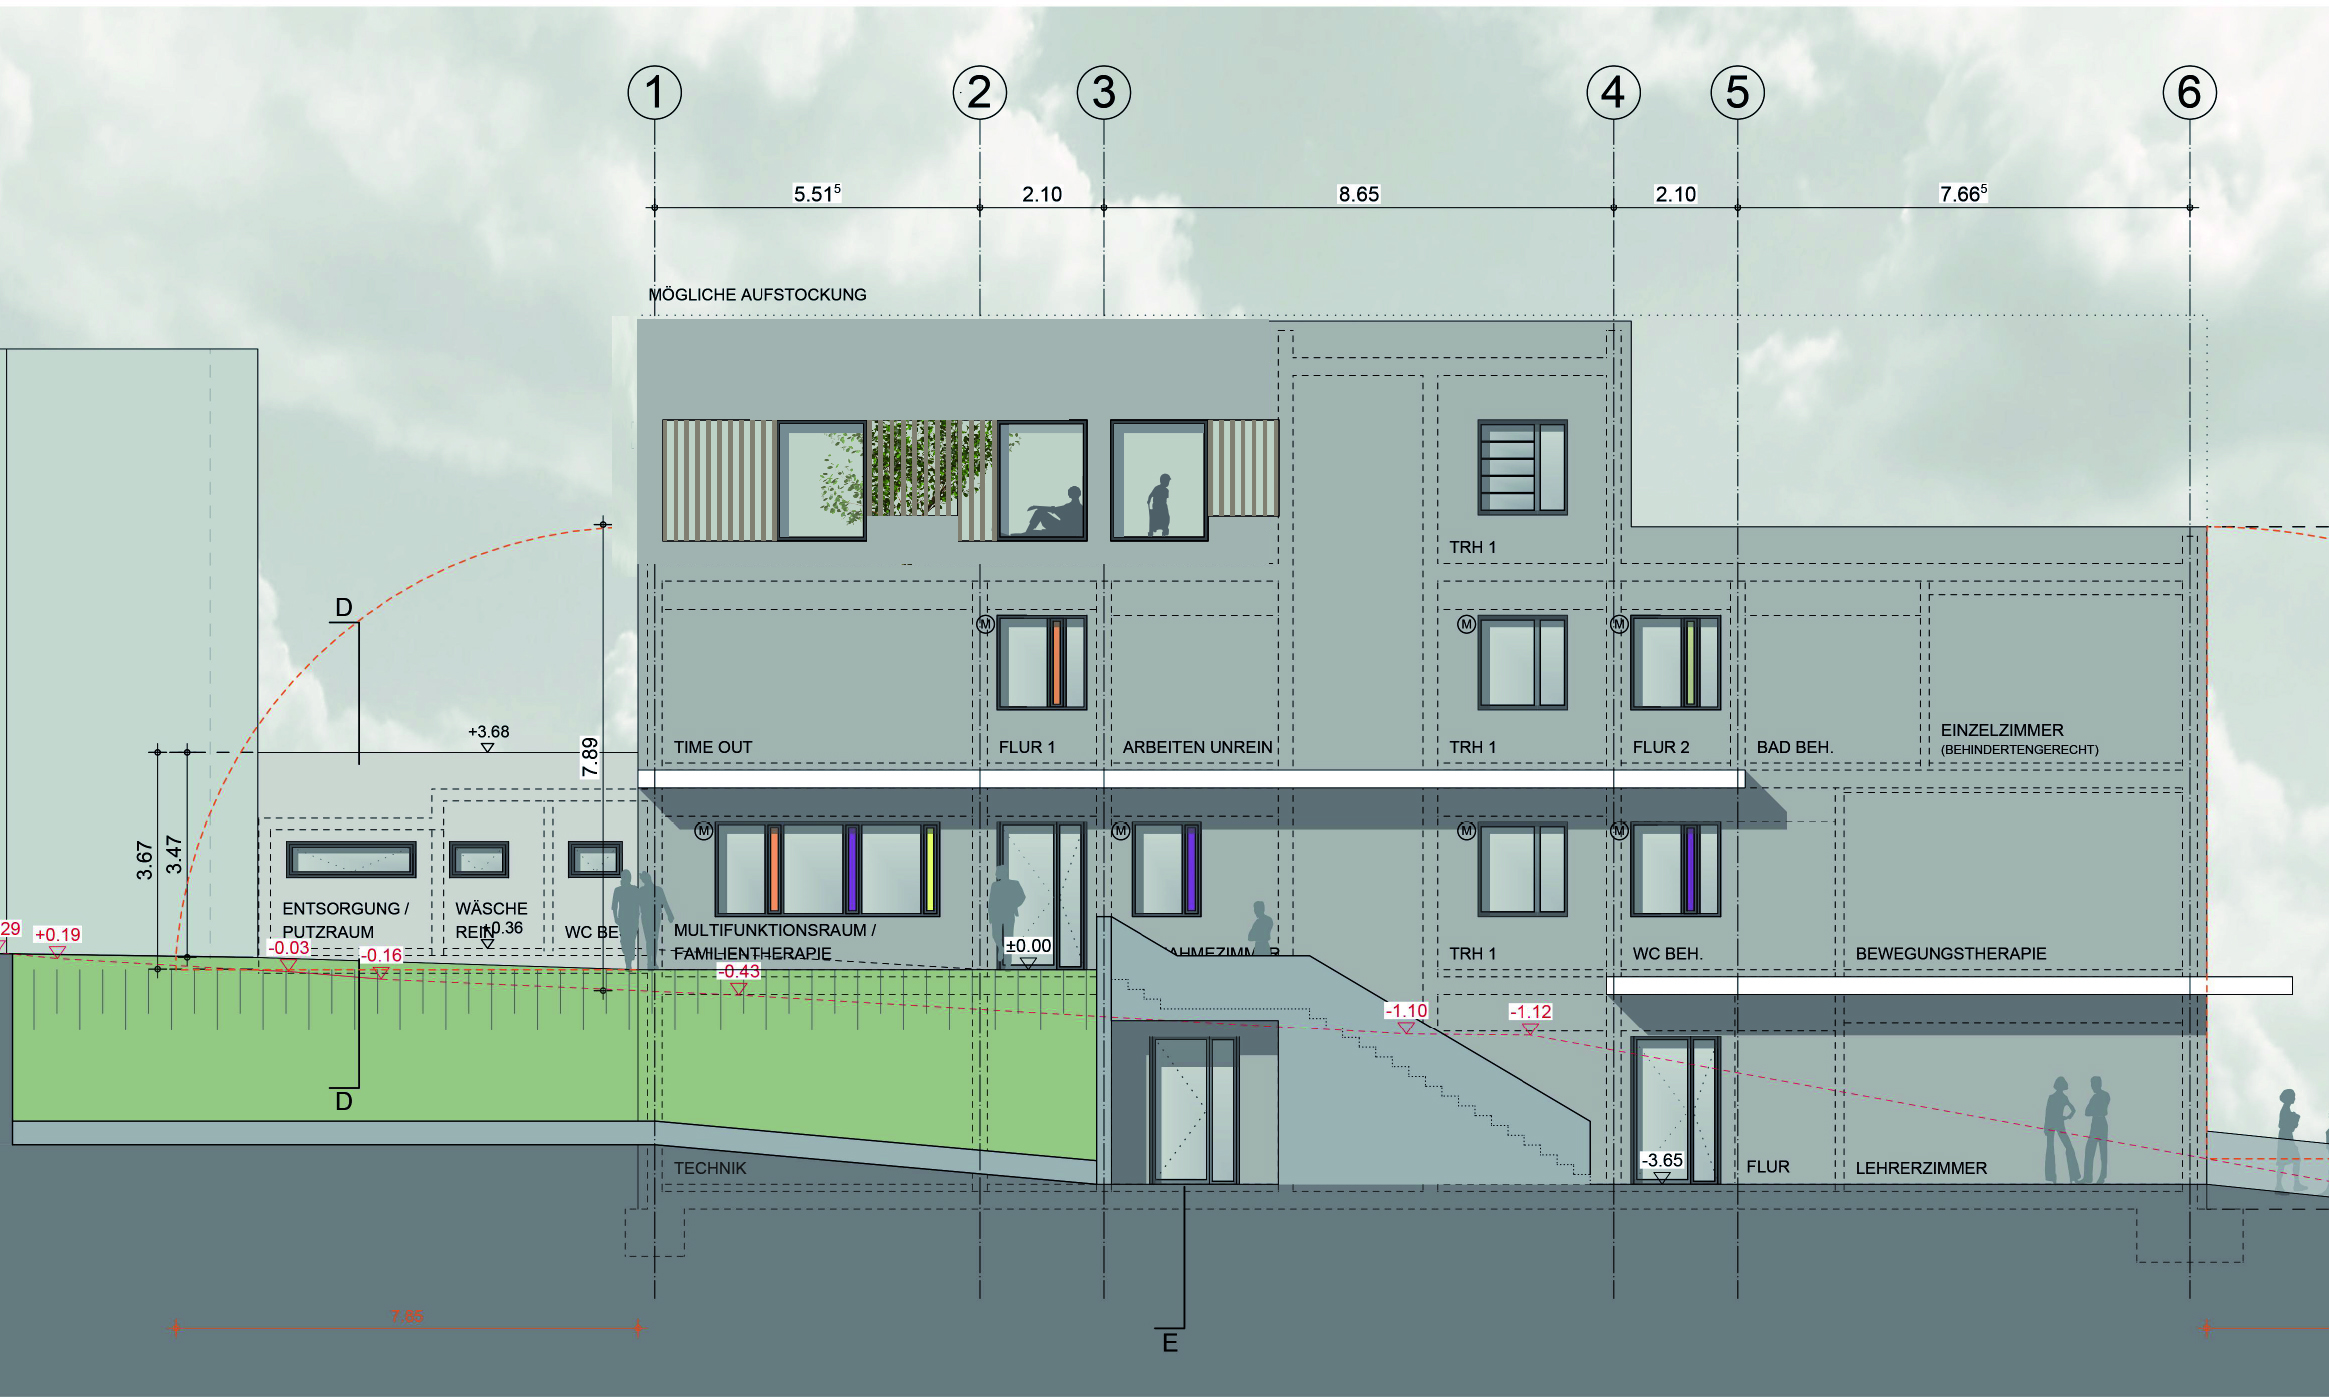 1 2 3 4 5 6
5.51⁵ 2.10 8.65 2.10 7.66⁵
MÖGLICHE AUFSTOCKUNG
TRH 1
D
M M M
+3.68
7.89
TIME OUT FLUR 1 ARBEITEN UNREIN TRH 1 FLUR 2 BAD BEH. EINZELZIMMER
(BEHINDERTENGERECHT)
3.67 3.47
M M M M
ENTSORGUNG /
PUTZRAUM
WÄSCHE
REIN
+0.36
WC BE
MULTIFUNKTIONSRAUM /
FAMILIENTHERAPIE
±0.00
AHMEZIMMER
TRH 1 WC BEH. BEWEGUNGSTHERAPIE
29 +0.19 -0.03 -0.16 -0.43
-1.10 -1.12
D
TECHNIK
-3.65
FLUR LEHRERZIMMER
7.65
E